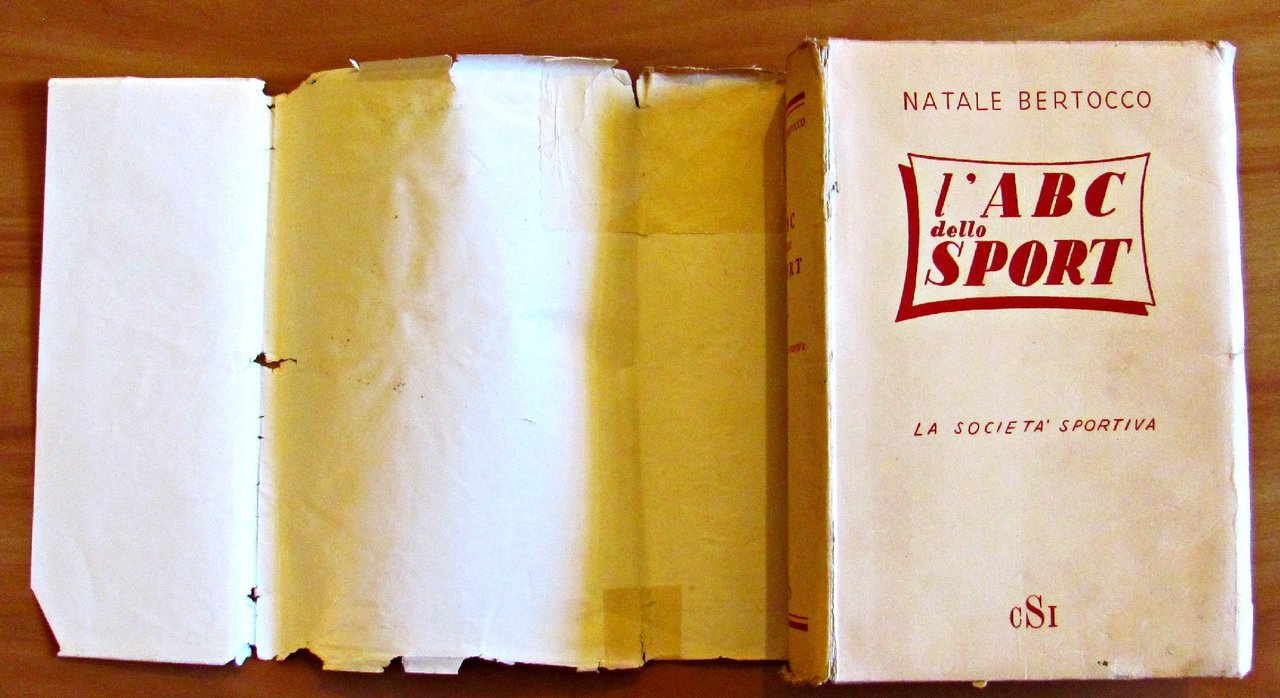 NATALE BERTOCCO
l'ABC
dello
SPORT
LA SOCIETA' SPORTIVA
CSI